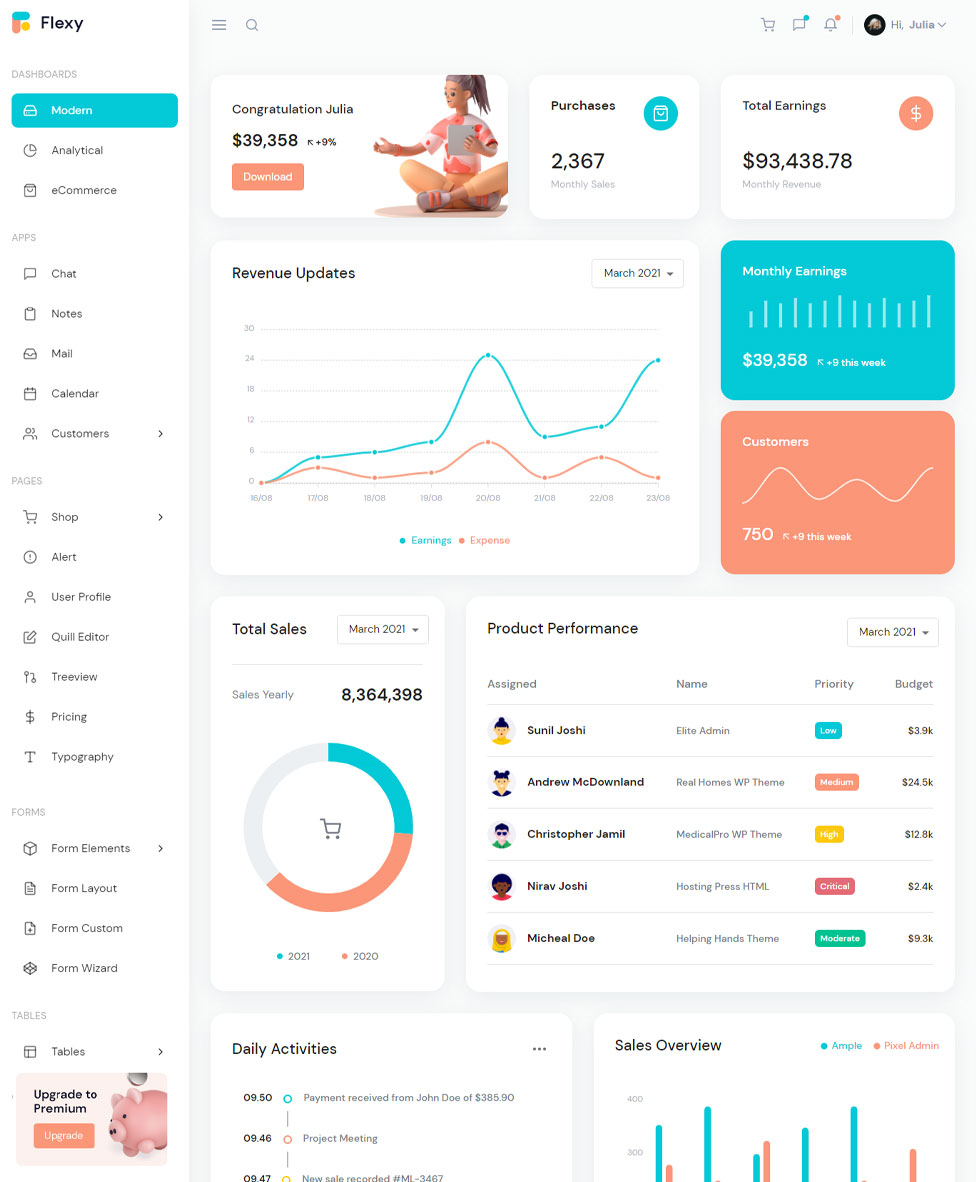 Flexy
Hi, Julia
DASHBOARDS
Modern
Analytical
eCommerce
APPS
Chat
Notes
Mail
Calendar
Customers
PAGES
Shop
Alert
User Profile
Quill Editor
Treeview
Pricing
Typography
FORMS
Form Elements
Form Layout
Form Custom
Form Wizard
TABLES
Tables
Upgrade to
Premium
Upgrade
Congratulation Julia
$39,358 +9%
Download
Purchases
2,367
Monthly Sales
Total Earnings
$
$93,438.78
Monthly Revenue
Revenue Updates
March 2021
30
24
18
12
6
0
16/08 17/08 18/08 19/08 20/08 21/08 22/08 23/08
Earnings Expense
Monthly Earnings
$39,358 +9 this week
Customers
750 +9 this week
Total Sales
March 2021
Sales Yearly 8,364,398
2021 2020
Product Performance
March 2021
Assigned Name Priority Budget
Sunil Joshi Elite Admin Low $3.9k
Andrew McDownland Real Homes WP Theme Medium $24.5k
Christopher Jamil MedicalPro WP Theme High $12.8k
Nirav Joshi Hosting Press HTML Critical $2.4k
Micheal Doe Helping Hands Theme Moderate $9.3k
Daily Activities
09.50 Payment received from John Doe of $385.90
09.46 Project Meeting
09.47 New sale recorded #ML-3467
Sales Overview
Ample Pixel Admin
400
300